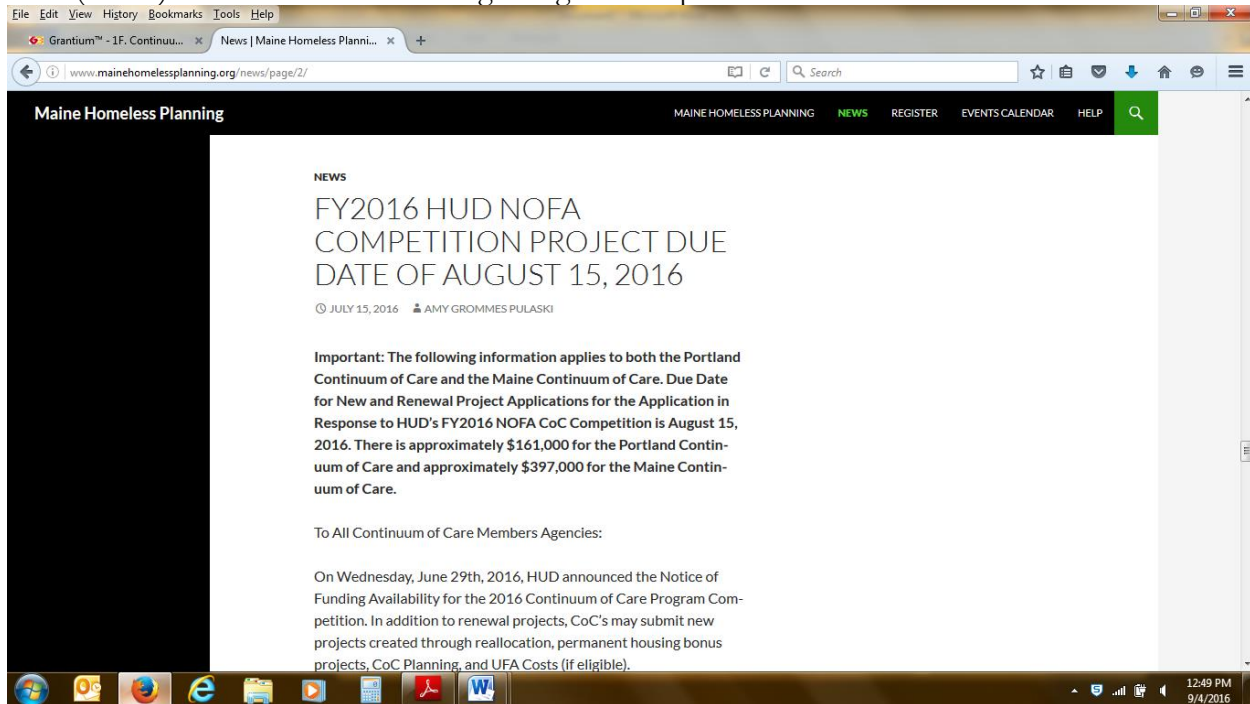 File Edit View History Bookmarks Tools Help
Grantium™ - 1F. Continuu... × News | Maine Homeless Planni... × +
www.mainehomelessplanning.org/news/page/2/ Search
Maine Homeless Planning MAINE HOMELESS PLANNING NEWS REGISTER EVENTS CALENDAR HELP
NEWS
FY2016 HUD NOFA
COMPETITION PROJECT DUE
DATE OF AUGUST 15, 2016
JULY 15, 2016 AMY GROMMES PULASKI
Important: The following information applies to both the Portland
Continuum of Care and the Maine Continuum of Care. Due Date
for New and Renewal Project Applications for the Application in
Response to HUD's FY2016 NOFA CoC Competition is August 15,
2016. There is approximately $161,000 for the Portland Contin-
uum of Care and approximately $397,000 for the Maine Contin-
uum of Care.
To All Continuum of Care Members Agencies:
On Wednesday, June 29th, 2016, HUD announced the Notice of
Funding Availability for the 2016 Continuum of Care Program Com-
petition. In addition to renewal projects, CoC's may submit new
projects created through reallocation, permanent housing bonus
projects, CoC Planning, and UFA Costs (if eligible).
12:49 PM
9/4/2016